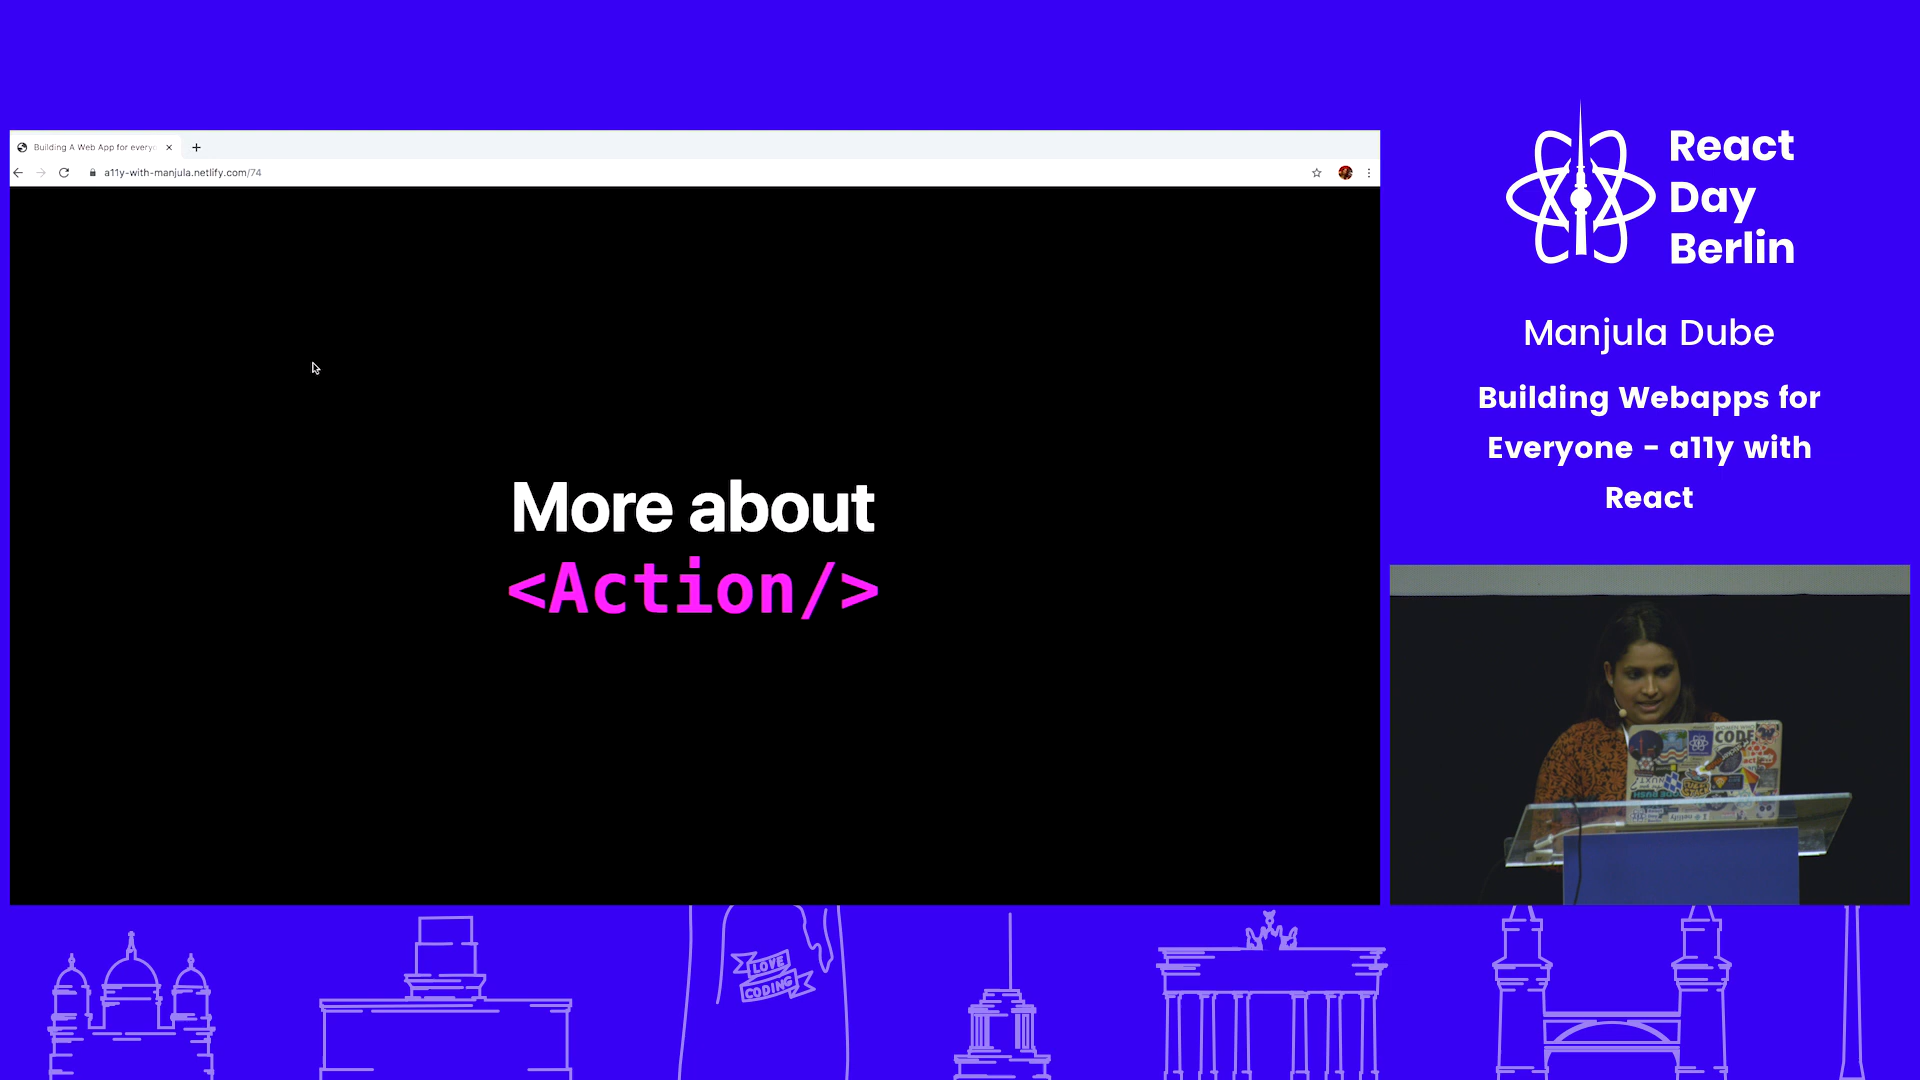 Building A Web App for everyo
a11y-with-manjula.netlify.com/74
More about
<Action/>
React
Day
Berlin
Manjula Dube
Building Webapps for
Everyone - a11y with
React
CODE
LOVE
CODING